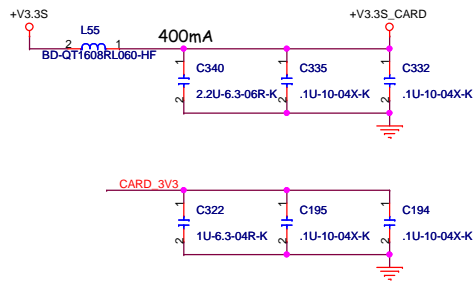 +V3.3S
+V3.3S_CARD
L55
2
1
400mA
BD-QT1608RL060-HF
1
C340
1
C335
1
C332
2
2.2U-6.3-06R-K
2
.1U-10-04X-K
2
.1U-10-04X-K
CARD_3V3
1
C322
1
C195
1
C194
2
1U-6.3-04R-K
2
.1U-10-04X-K
2
.1U-10-04X-K